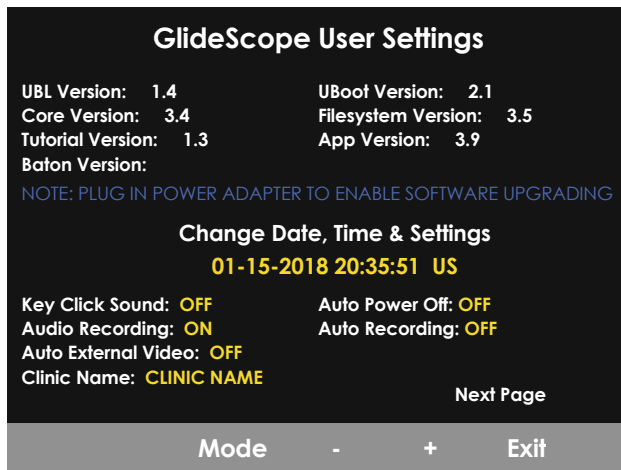 GlideScope User Settings
UBL Version: 1.4 UBoot Version: 2.1
Core Version: 3.4 Filesystem Version: 3.5
Tutorial Version: 1.3 App Version: 3.9
Baton Version:
NOTE: PLUG IN POWER ADAPTER TO ENABLE SOFTWARE UPGRADING
Change Date, Time & Settings
01-15-2018 20:35:51 US
Key Click Sound: OFF Auto Power Off: OFF
Audio Recording: ON Auto Recording: OFF
Auto External Video: OFF
Clinic Name: CLINIC NAME
Next Page
Mode - + Exit